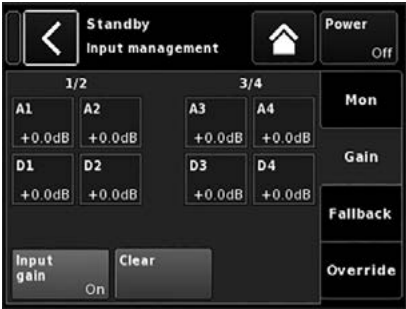 Standby
Input management
Power
Off
1/2
3/4
Mon
A1
A2
A3
A4
+0.0dB
+0.0dB
+0.0dB
+0.0dB
Gain
D1
D2
D3
D4
+0.0dB
+0.0dB
+0.0dB
+0.0dB
Fallback
Input
gain
On
Clear
Override